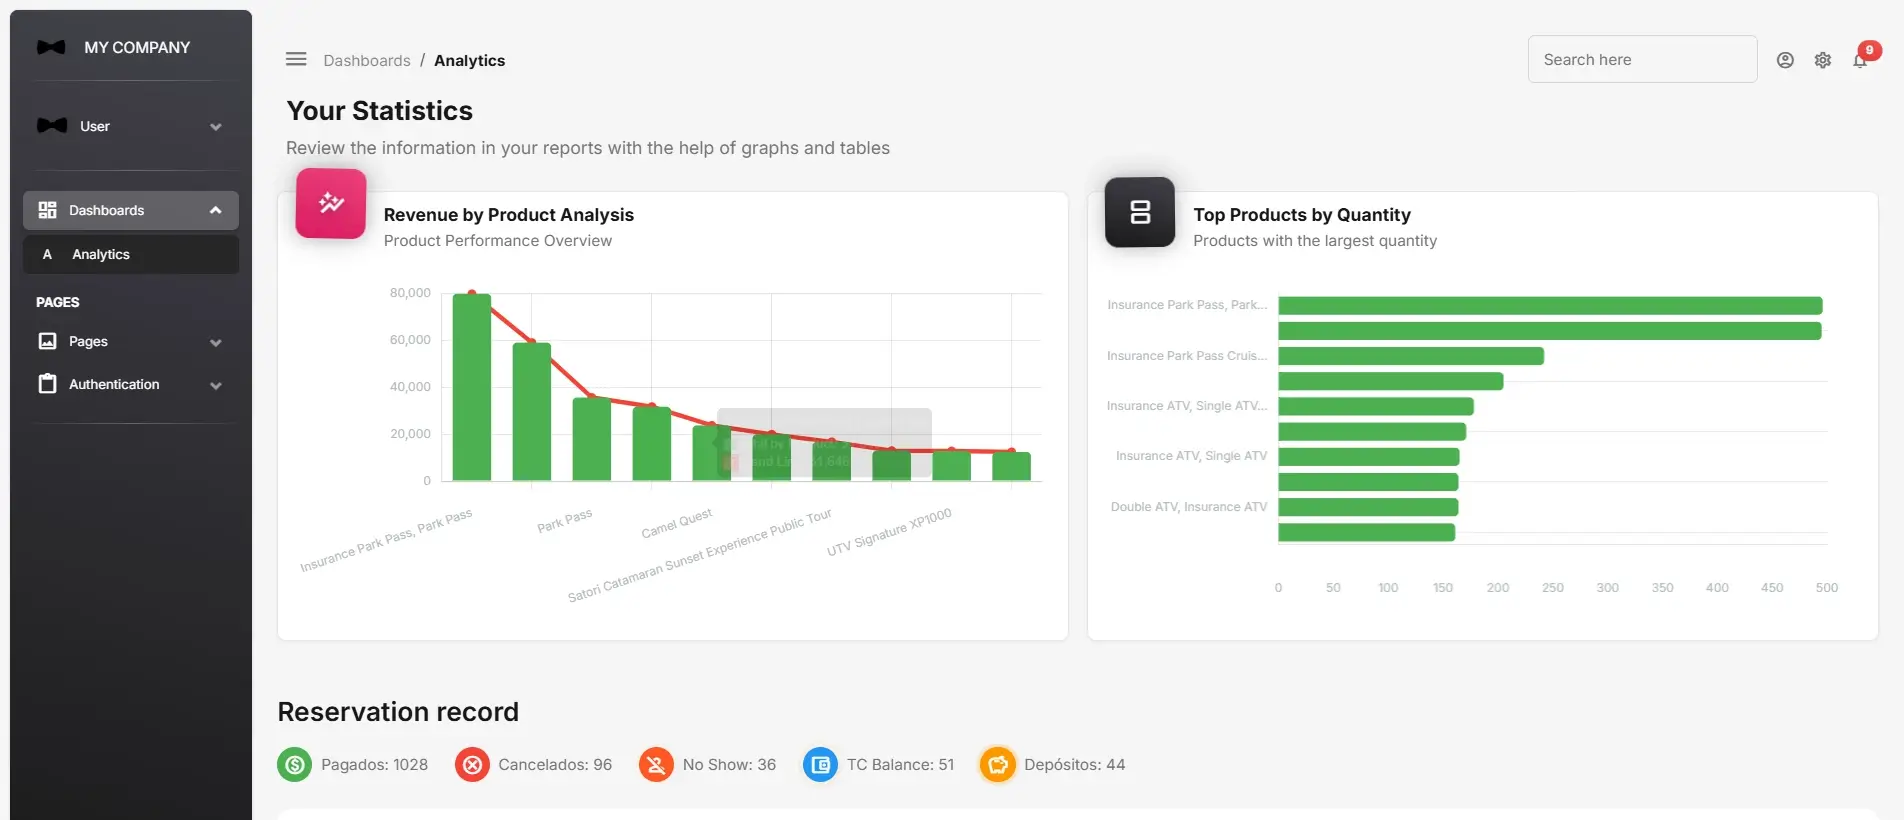 MY COMPANY
User
Dashboards
A Analytics
PAGES
Pages
Authentication
Dashboards / Analytics
Search here
9
Your Statistics
Review the information in your reports with the help of graphs and tables
Revenue by Product Analysis
Product Performance Overview
80,000
60,000
40,000
20,000
0
Insurance Park Pass, Park Pass
Park Pass
Camel Quest
Satori Catamaran Sunset Experience Public Tour
UTV Signature XP1000
Top Products by Quantity
Products with the largest quantity
Insurance Park Pass, Park...
Insurance Park Pass Cruis...
Insurance ATV, Single ATV...
Insurance ATV, Single ATV
Double ATV, Insurance ATV
0 50 100 150 200 250 300 350 400 450 500
Reservation record
Pagados: 1028
Cancelados: 96
No Show: 36
TC Balance: 51
Depósitos: 44